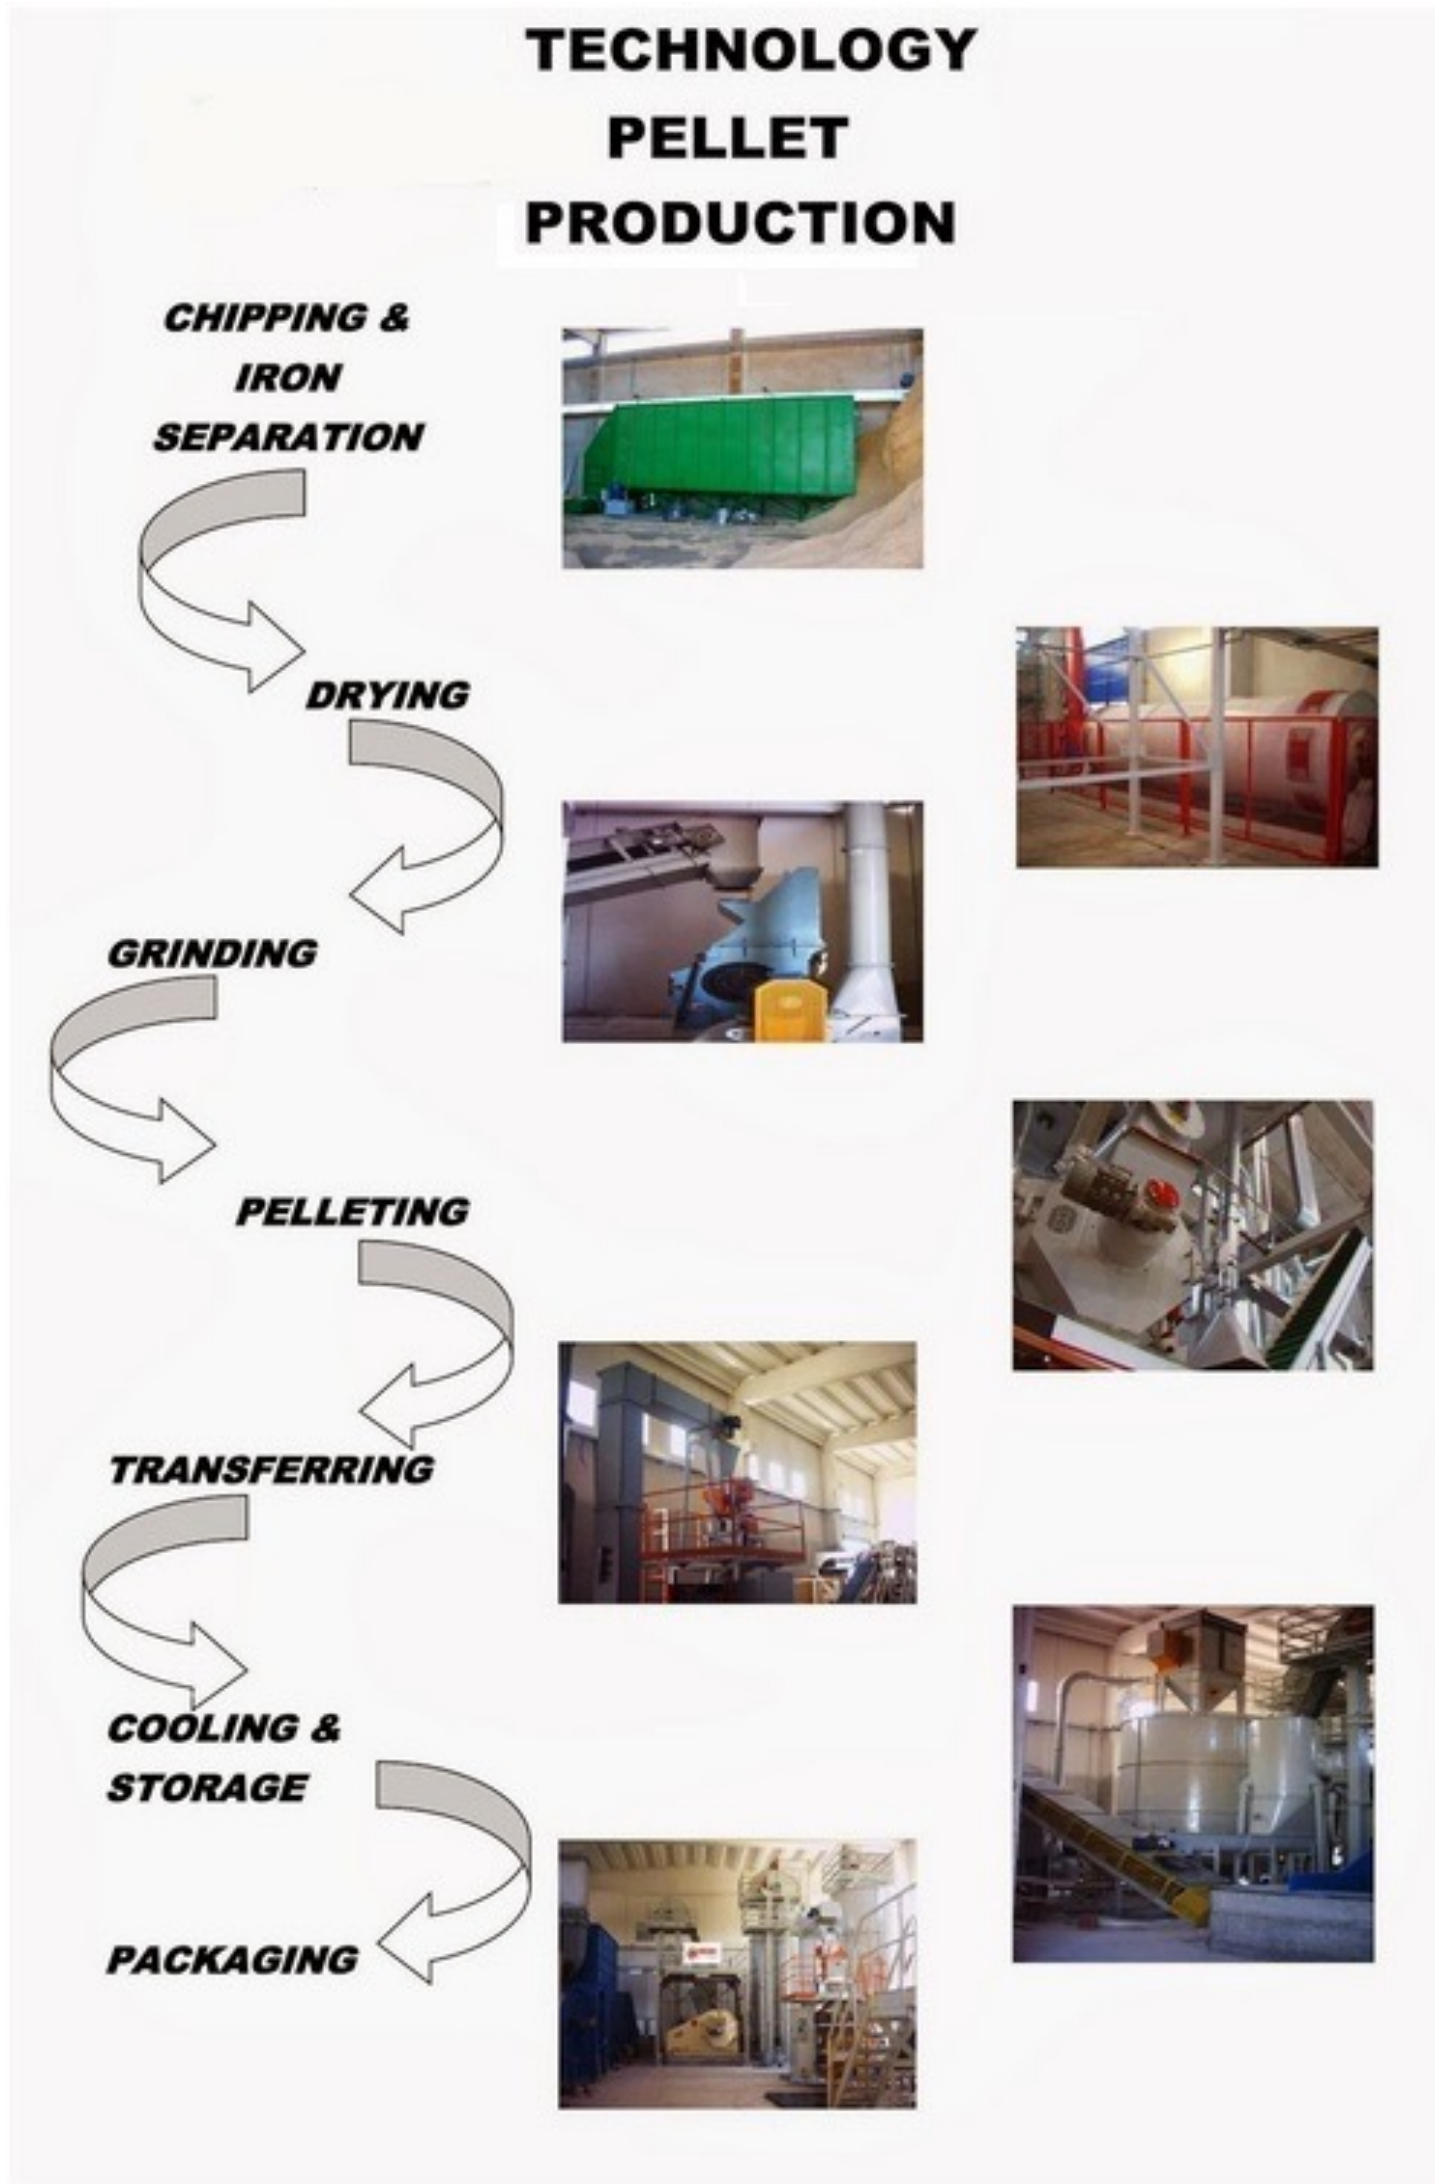 TECHNOLOGY
PELLET
PRODUCTION
CHIPPING &
IRON
SEPARATION
DRYING
GRINDING
PELLETING
TRANSFERRING
COOLING &
STORAGE
PACKAGING